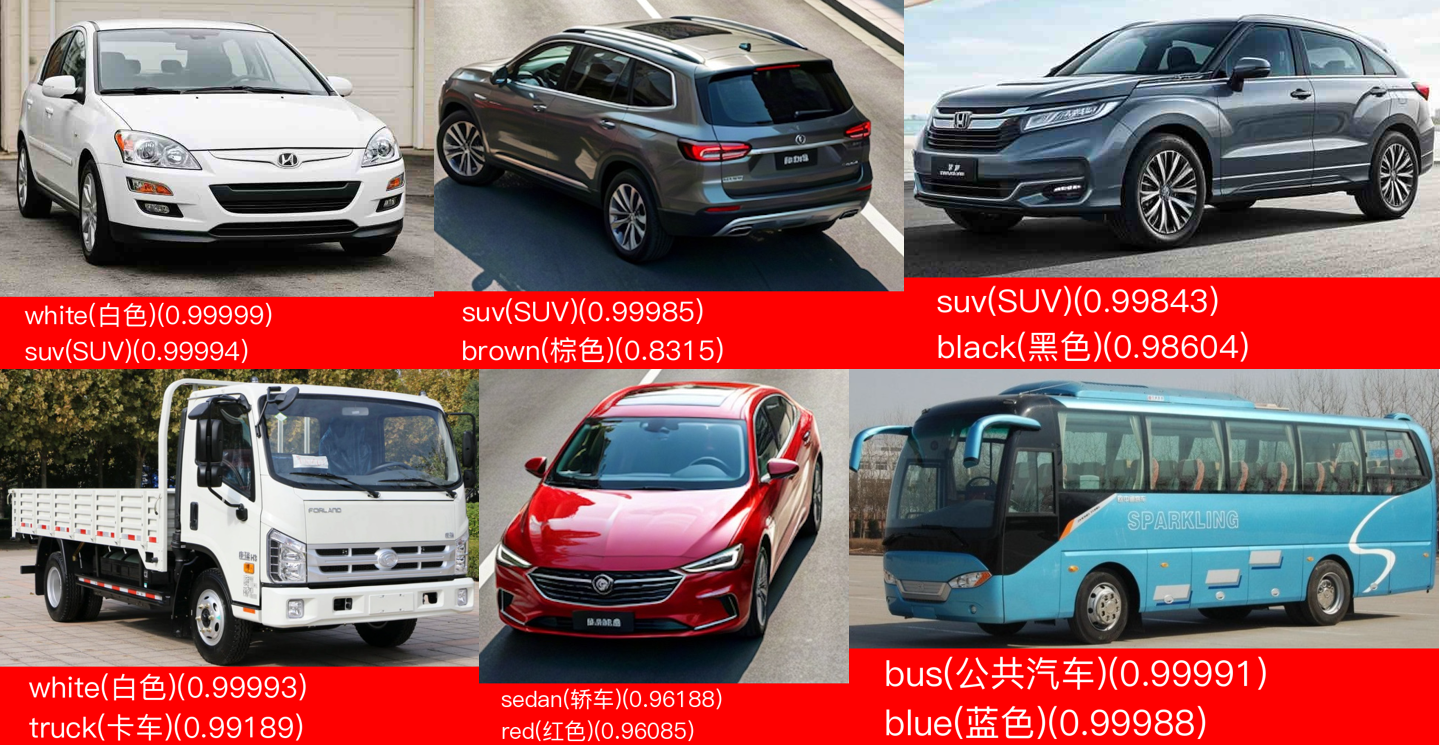 white(白色)(0.99999)
suv(SUV)(0.99994)
suv(SUV)(0.99985)
brown(棕色)(0.8315)
suv(SUV)(0.99843)
black(黑色)(0.98604)
FORLAND
white(白色)(0.99993)
truck(卡车)(0.99189)
sedan(轿车)(0.96188)
red(红色)(0.96085)
SPARKLING
bus(公共汽车)(0.99991)
blue(蓝色)(0.99988)